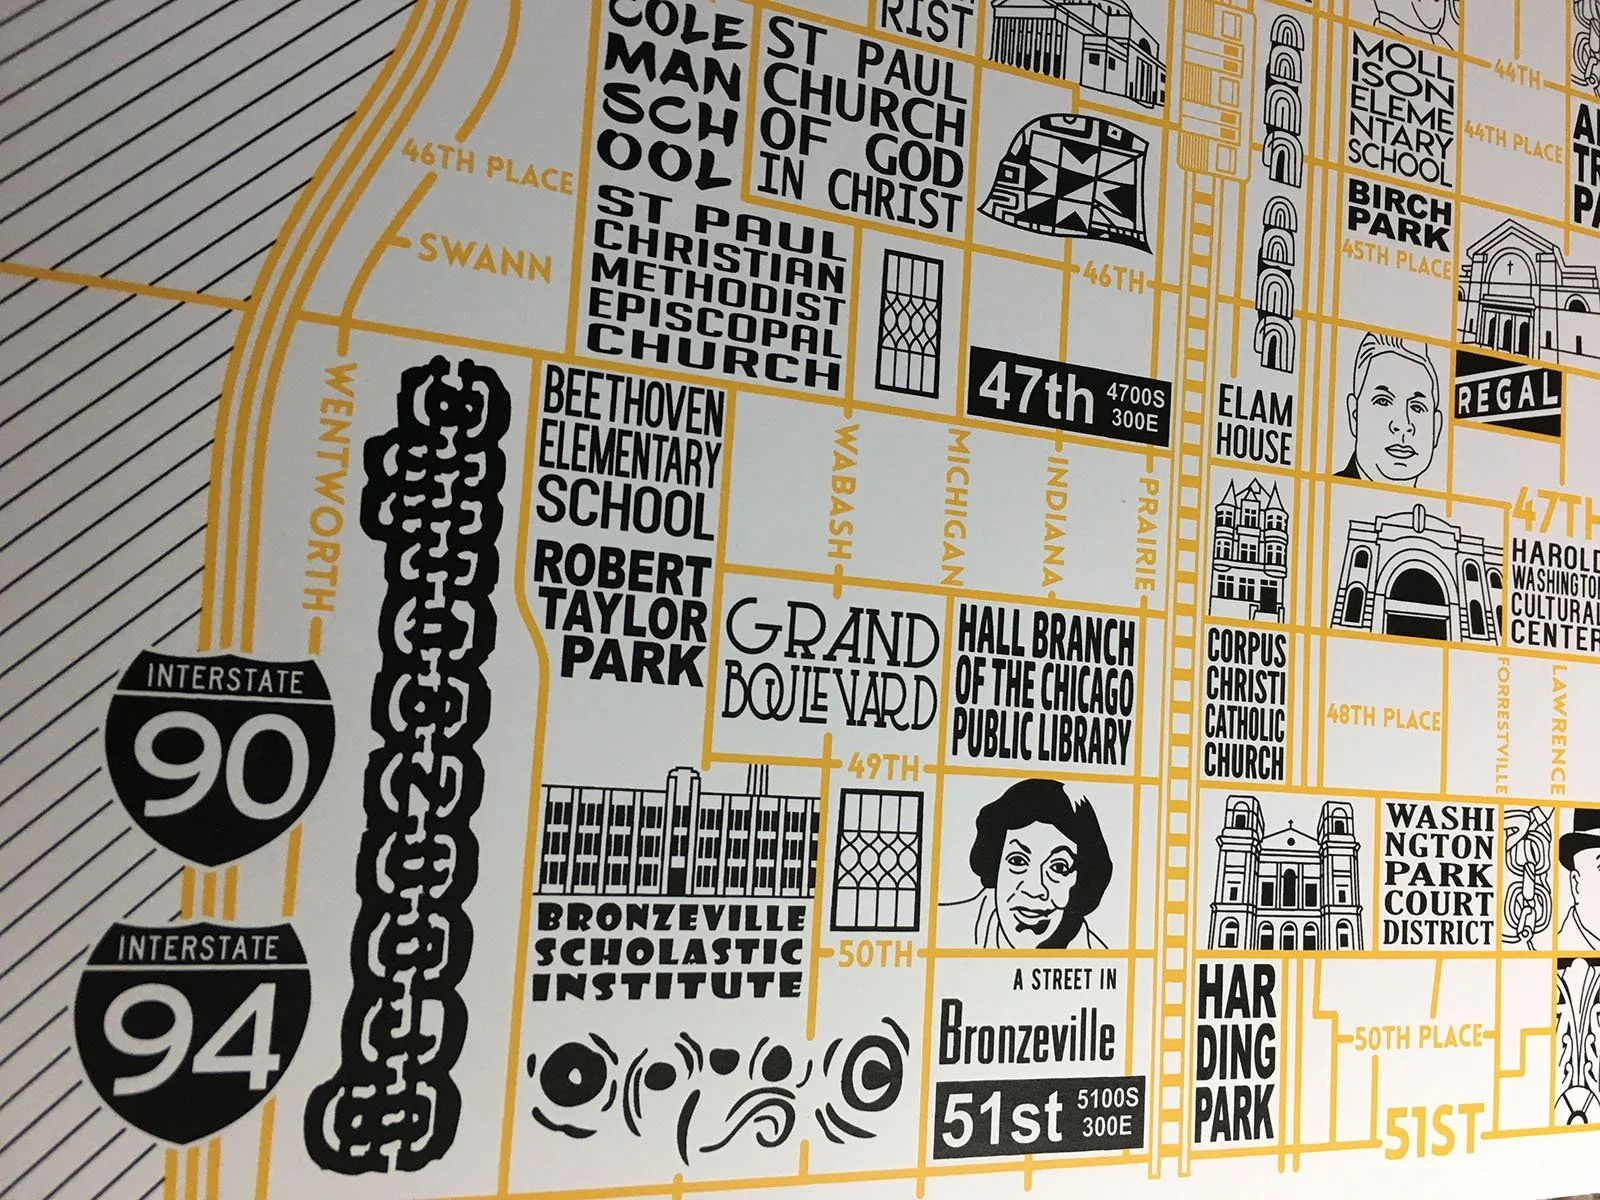 COLE
MAN
SCH
OOL
ST PAUL
CHURCH
OF GOD
IN CHRIST
RIST
MOLL
ISON
ELEME
NTARY
SCHOOL
44TH
44TH PLACE
BIRCH
PARK
45TH PLACE
46TH PLACE
SWANN
ST PAUL
CHRISTIAN
METHODIST
EPISCOPAL
CHURCH
46TH
47th 4700S
300E
ELAM
HOUSE
REGAL
WENTWORTH
BEETHOVEN
ELEMENTARY
SCHOOL
WABASH
MICHIGAN
INDIANA
PRAIRIE
47TH
HAROLD
WASHINGTON
CULTURAL
CENTER
ROBERT
TAYLOR
PARK
GRAND
BOULEVARD
HALL BRANCH
OF THE CHICAGO
PUBLIC LIBRARY
CORPUS
CHRISTI
CATHOLIC
CHURCH
48TH PLACE
FORRESTVILLE
LAWRENCE
INTERSTATE
90
49TH
WASHI
NGTON
PARK
COURT
DISTRICT
BRONZEVILLE
SCHOLASTIC
INSTITUTE
50TH
INTERSTATE
94
A STREET IN
Bronzeville
HAR
DING
PARK
50TH PLACE
51st 5100S
300E
51ST